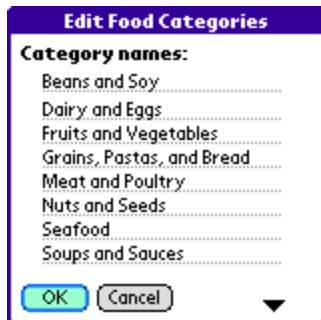 Edit Food Categories
Category names:
Beans and Soy
Dairy and Eggs
Fruits and Vegetables
Grains, Pastas, and Bread
Meat and Poultry
Nuts and Seeds
Seafood
Soups and Sauces
OK Cancel